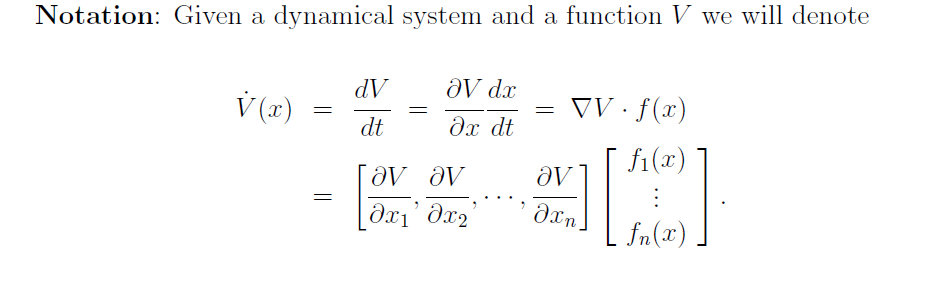 Notation: Given a dynamical system and a function V we will denote
V̇(x) = dV/dt = ∂V/∂x dx/dt = ∇V · f(x)
= [∂V/∂x₁, ∂V/∂x₂, ···, ∂V/∂xₙ] [f₁(x) ⋮ fₙ(x)].